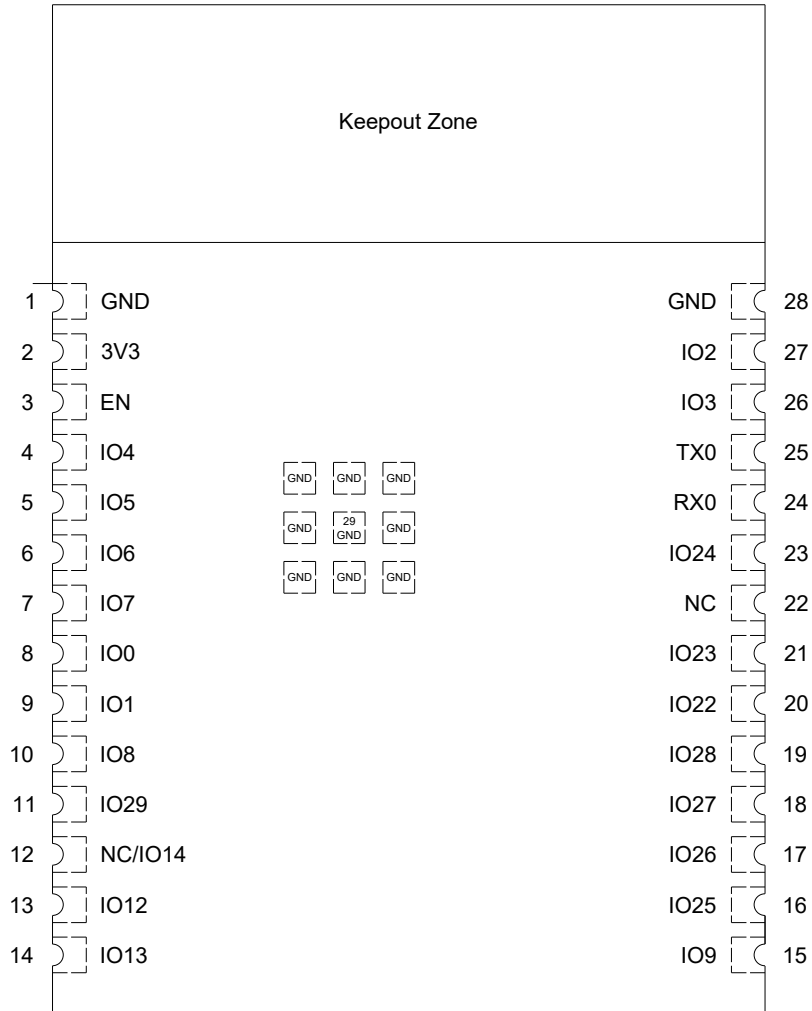 Keepout Zone
1 GND GND 28
2 3V3 IO2 27
3 EN IO3 26
4 IO4 TX0 25
5 IO5 RX0 24
6 IO6 IO24 23
7 IO7 NC 22
8 IO0 IO23 21
9 IO1 IO22 20
10 IO8 IO28 19
11 IO29 IO27 18
12 NC/IO14 IO26 17
13 IO12 IO25 16
14 IO13 IO9 15
GND GND GND
GND 29 GND GND
GND GND GND